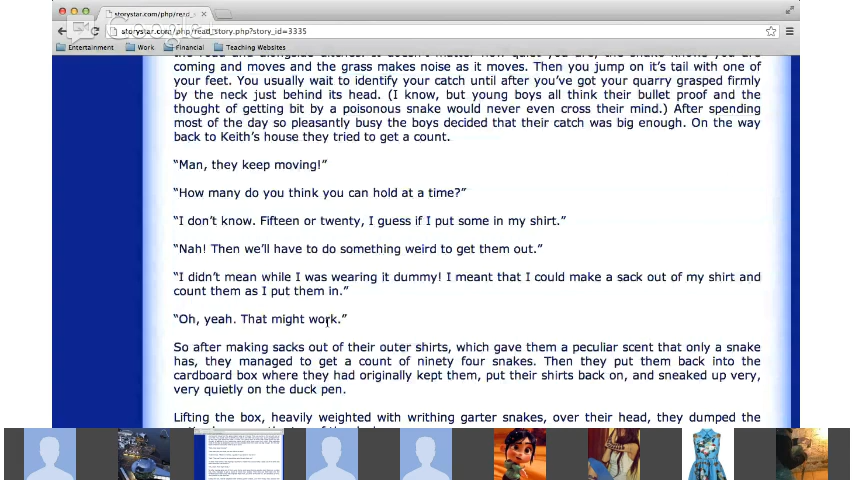 storystar.com/php/read_s
storystar.com/php/read_story.php?story_id=3335
Google
Entertainment Work Financial Teaching Websites
coming and moves and the grass makes noise as it moves. Then you jump on it's tail with one of
your feet. You usually wait to identify your catch until after you've got your quarry grasped firmly
by the neck just behind its head. (I know, but young boys all think their bullet proof and the
thought of getting bit by a poisonous snake would never even cross their mind.) After spending
most of the day so pleasantly busy the boys decided that their catch was big enough. On the way
back to Keith's house they tried to get a count.
“Man, they keep moving!”
“How many do you think you can hold at a time?”
“I don't know. Fifteen or twenty, I guess if I put some in my shirt.”
“Nah! Then we'll have to do something weird to get them out.”
“I didn't mean while I was wearing it dummy! I meant that I could make a sack out of my shirt and
count them as I put them in.”
“Oh, yeah. That might work.”
So after making sacks out of their outer shirts, which gave them a peculiar scent that only a snake
has, they managed to get a count of ninety four snakes. Then they put them back into the
cardboard box where they had originally kept them, put their shirts back on, and sneaked up very,
very quietly on the duck pen.
Lifting the box, heavily weighted with writhing garter snakes, over their head, they dumped the